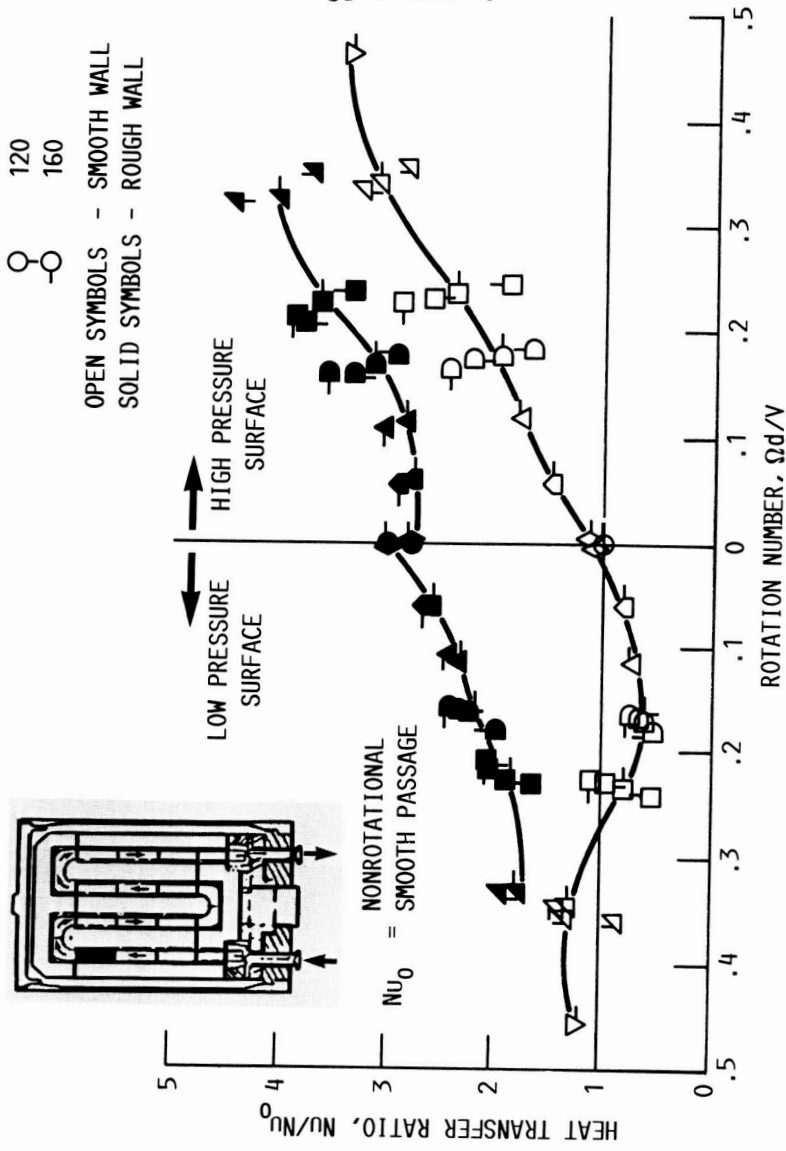 120
160
OPEN SYMBOLS - SMOOTH WALL
SOLID SYMBOLS - ROUGH WALL
LOW PRESSURE
SURFACE
HIGH PRESSURE
SURFACE
Nu₀ = NONROTATIONAL
SMOOTH PASSAGE
HEAT TRANSFER RATIO, Nu/Nu₀
5
4
3
2
1
0
.5
.4
.3
.2
.1
0
.1
.2
.3
.4
.5
ROTATION NUMBER, Ωd/V